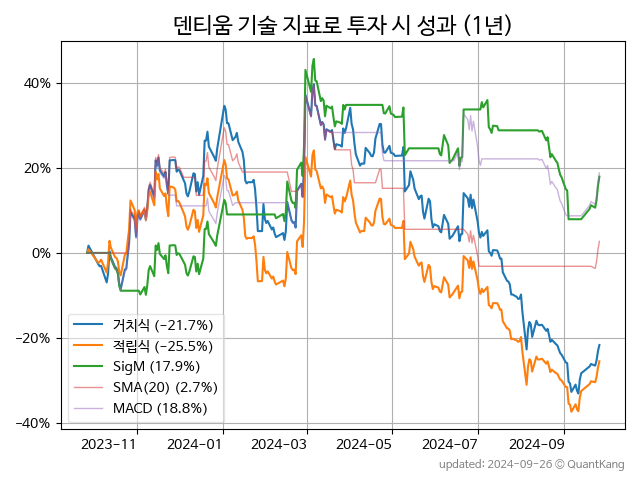 덴티움 기술 지표로 투자 시 성과 (1년)
40%
20%
0%
−20%
−40%
거치식 (−21.7%)
적립식 (−25.5%)
SigM (17.9%)
SMA(20) (2.7%)
MACD (18.8%)
2023−11 2024−01 2024−03 2024−05 2024−07 2024−09
updated: 2024-09-26 © QuantKang